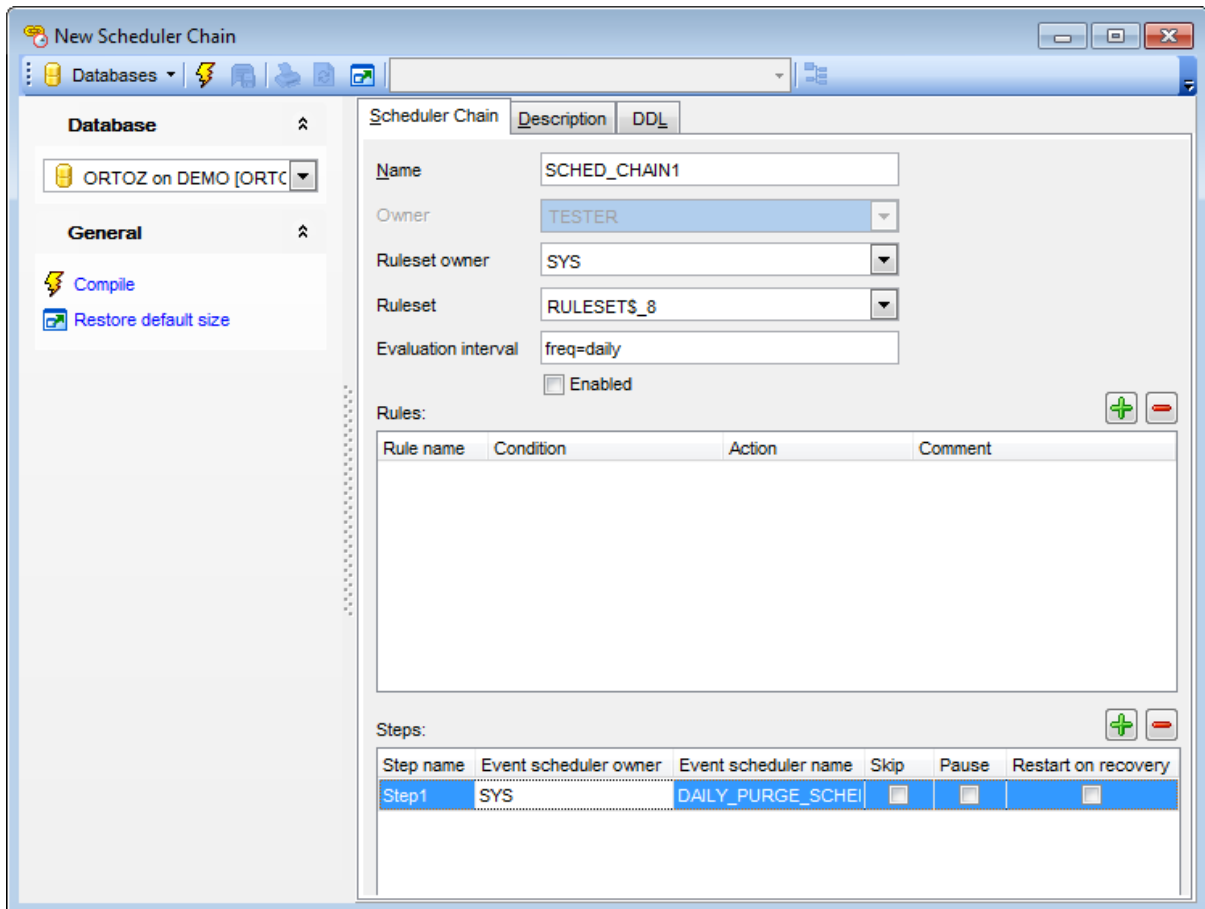 New Scheduler Chain
Databases
Database
ORTOZ on DEMO [ORTC
General
Compile
Restore default size
Scheduler Chain Description DDL
Name SCHED_CHAIN1
Owner TESTER
Ruleset owner SYS
Ruleset RULESET$_8
Evaluation interval freq=daily
Enabled
Rules:
Rule name Condition Action Comment
Steps:
Step name Event scheduler owner Event scheduler name Skip Pause Restart on recovery
Step1 SYS DAILY_PURGE_SCHEI